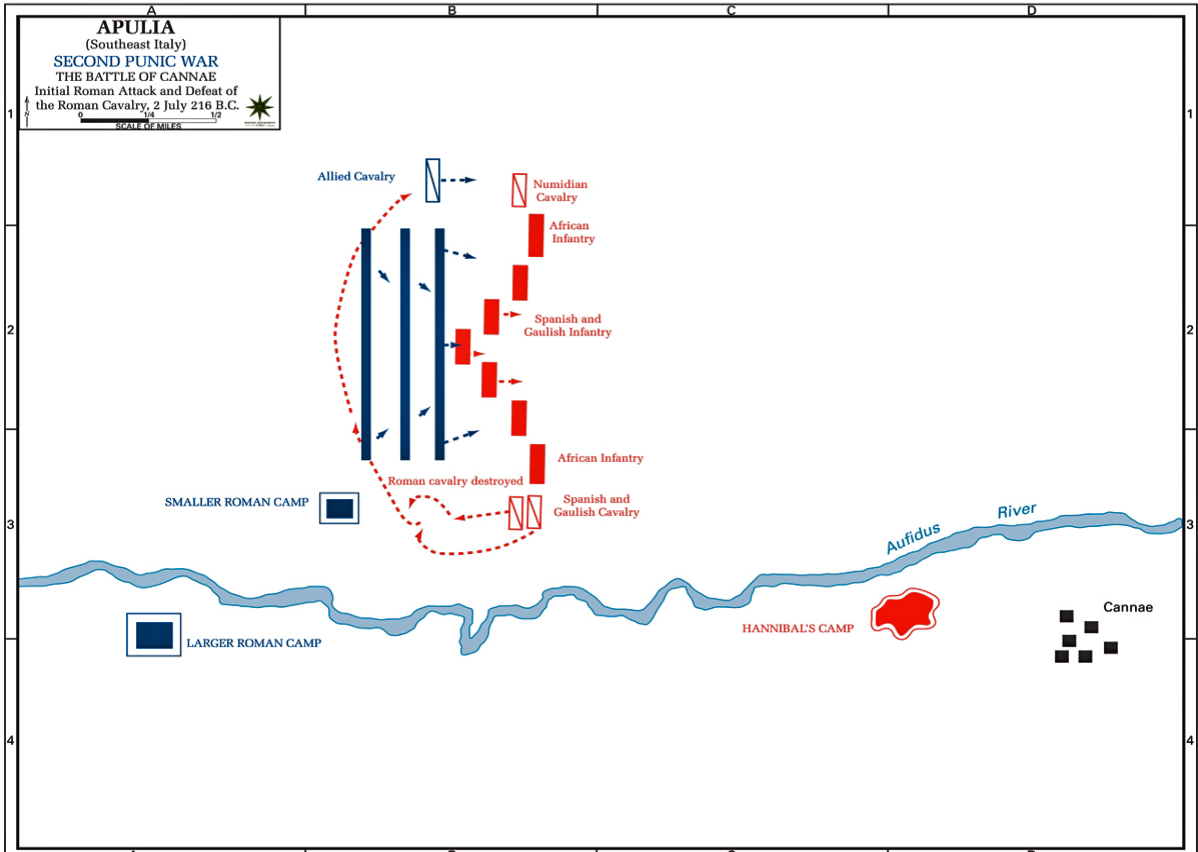 A
B
C
D
APULIA
(Southeast Italy)
SECOND PUNIC WAR
THE BATTLE OF CANNAE
Initial Roman Attack and Defeat of
the Roman Cavalry, 2 July 216 B.C.
N
0 1/4 1/2
SCALE OF MILES
1
1
Allied Cavalry
Numidian
Cavalry
African
Infantry
Spanish and
Gaulish Infantry
2
2
African Infantry
Roman cavalry destroyed
Spanish and
Gaulish Cavalry
SMALLER ROMAN CAMP
3
3
Aufidus River
HANNIBAL'S CAMP
Cannae
LARGER ROMAN CAMP
4
4